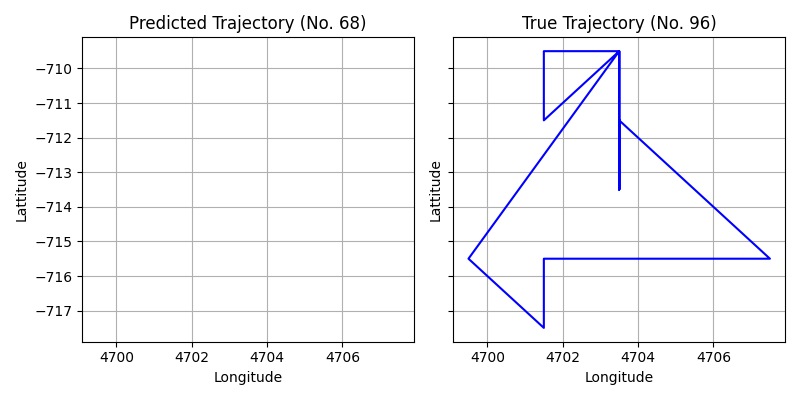 Predicted Trajectory (No. 68)
−710
−711
−712
−713
−714
−715
−716
−717
Lattitude
4700 4702 4704 4706
Longitude
True Trajectory (No. 96)
Lattitude
4700 4702 4704 4706
Longitude